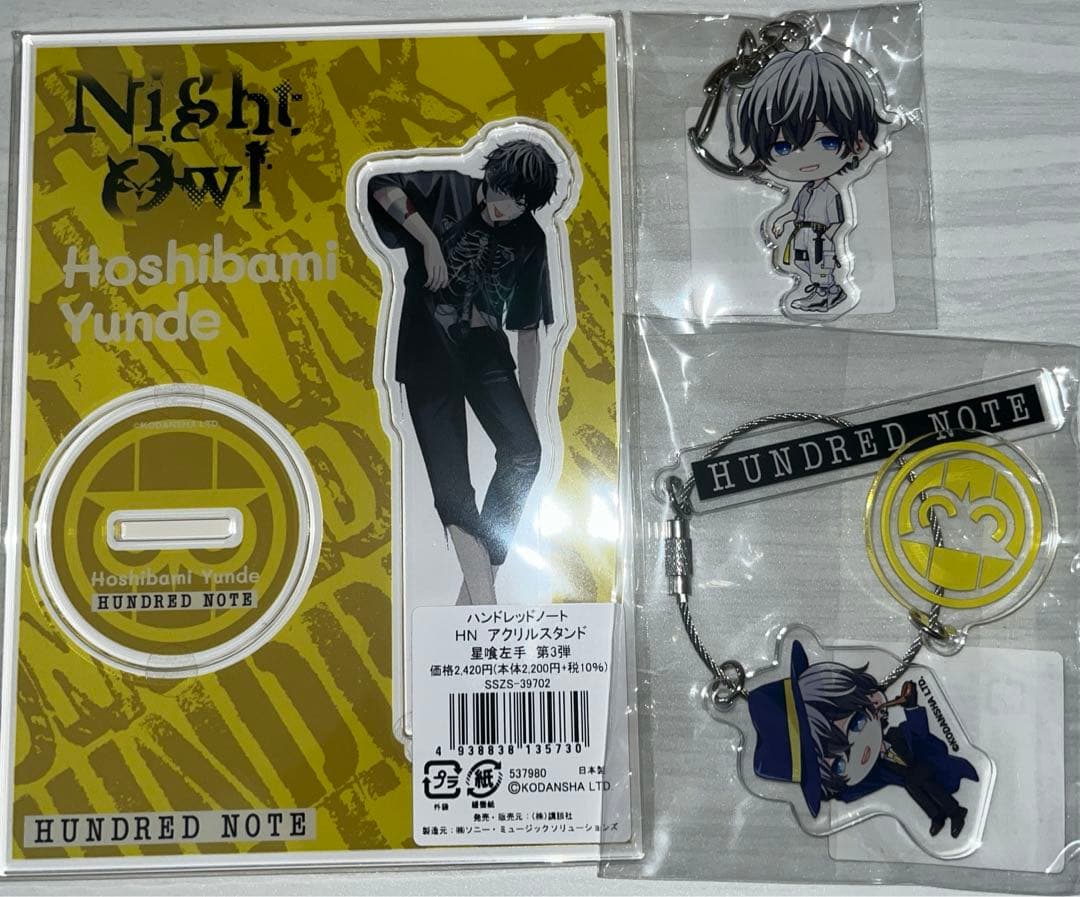 Night
Owl
Hoshibami
Yunde
©KODANSHA LTD.
Hoshibami Yunde
HUNDRED NOTE
ハンドレッドノート
HN アクリルスタンド
星喰左手 第3弾
価格2,420円(本体2,200円+税10%)
SSZS-39702
4 938838 135730
プラ
外袋
紙
537980
日本製
©KODANSHA LTD.
発売・販売元:(株)講談社
製造元:㈱ソニー・ミュージックソリューションズ
HUNDRED NOTE
HUNDRED NOTE
©KODANSHA LTD.